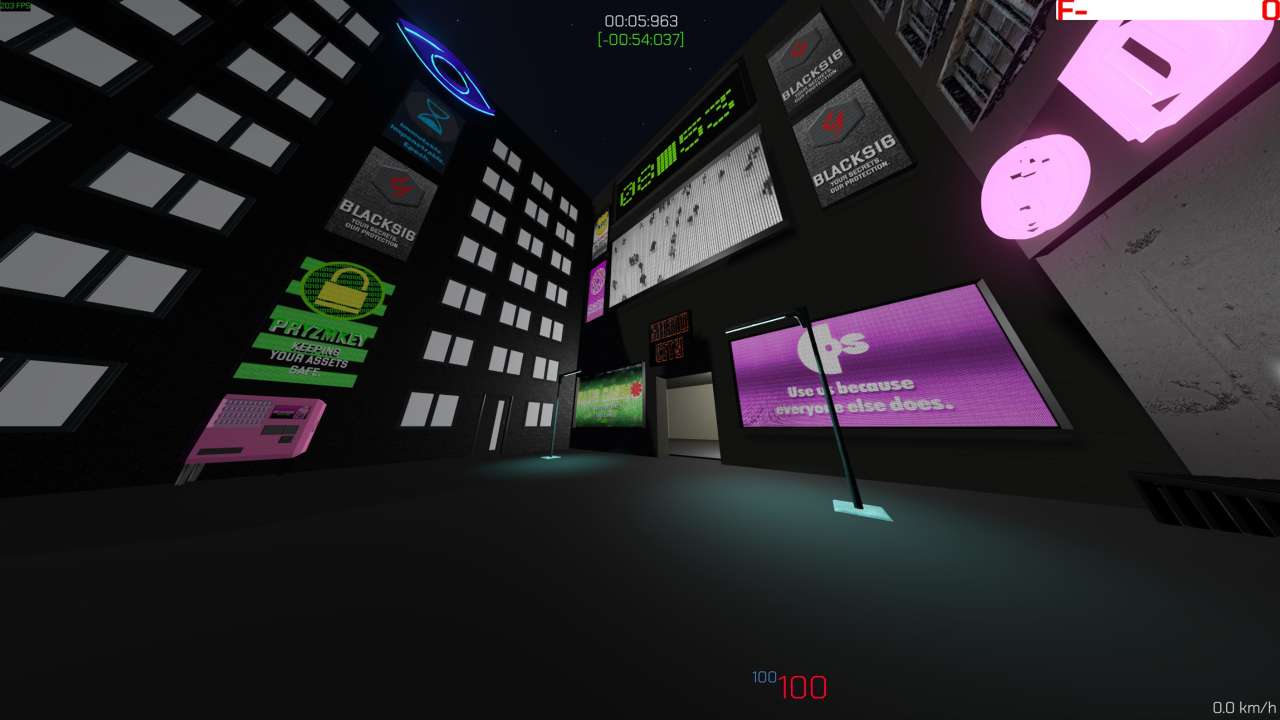 203 FPS
00:05:963
[-00:54:037]
F-
0
Immutable.
Impenetrable.
Epoch.
BLACKSIG
YOUR SECRETS.
OUR PROTECTION.
PRYZMKEY
KEEPING
YOUR ASSETS
SAFE.
BLACKSIG
YOUR SECRETS.
OUR PROTECTION.
BLACKSIG
YOUR SECRETS.
OUR PROTECTION.
Use us because
everyone else does.
100
100
0.0 km/h